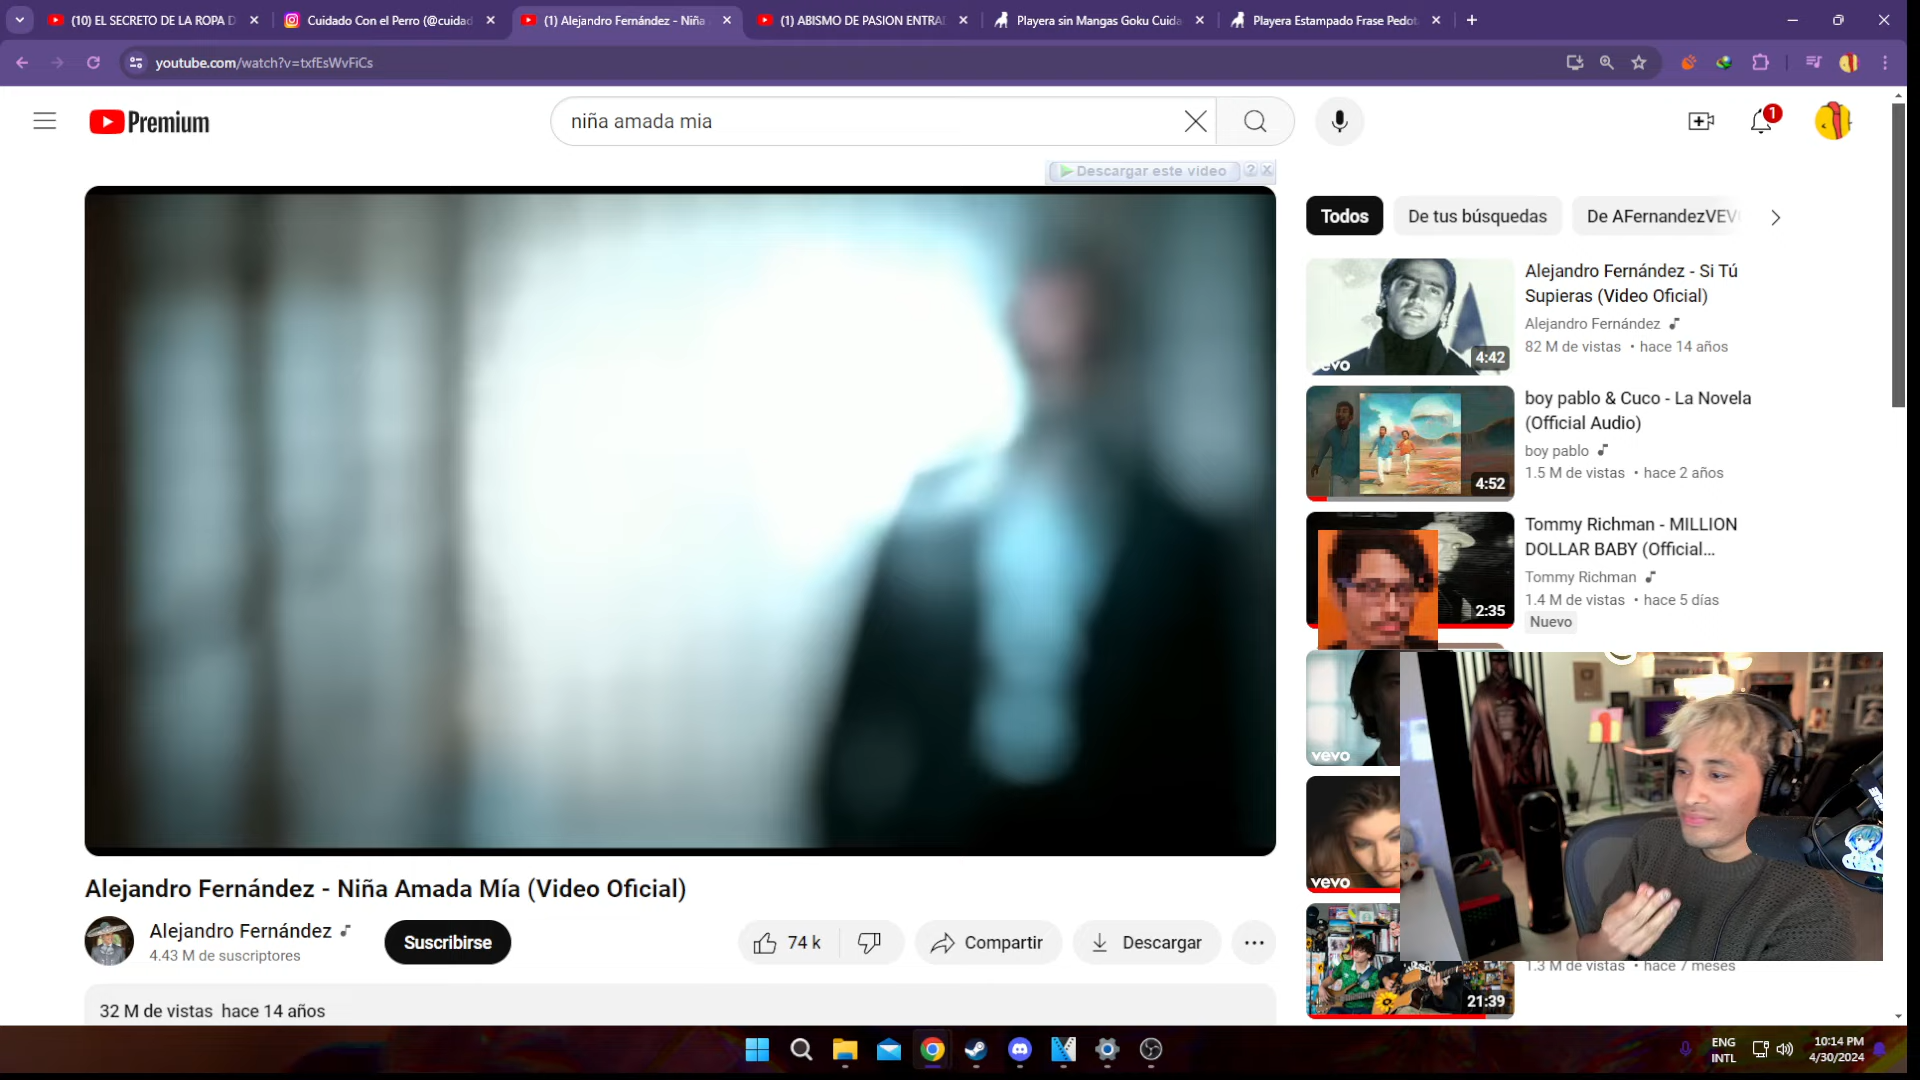 (10) EL SECRETO DE LA ROPA D
Cuidado Con el Perro (@cuidad
(1) Alejandro Fernández - Niña
(1) ABISMO DE PASION ENTRA
Playera sin Mangas Goku Cuida
Playera Estampado Frase Pedot
youtube.com/watch?v=txfEsWvFiCs
Premium
niña amada mia
1
Descargar este video
?
X
Todos
De tus búsquedas
De AFernandezVEV
Alejandro Fernández - Si Tú
Supieras (Video Oficial)
Alejandro Fernández
82 M de vistas • hace 14 años
vevo
4:42
boy pablo & Cuco - La Novela
(Official Audio)
boy pablo
1.5 M de vistas • hace 2 años
4:52
Tommy Richman - MILLION
DOLLAR BABY (Official...
Tommy Richman
1.4 M de vistas • hace 5 días
2:35
Nuevo
vevo
vevo
1.3 M de vistas • hace 7 meses
21:39
Alejandro Fernández - Niña Amada Mía (Video Oficial)
Alejandro Fernández
4.43 M de suscriptores
Suscribirse
74 k
Compartir
Descargar
32 M de vistas hace 14 años
ENG
INTL
10:14 PM
4/30/2024